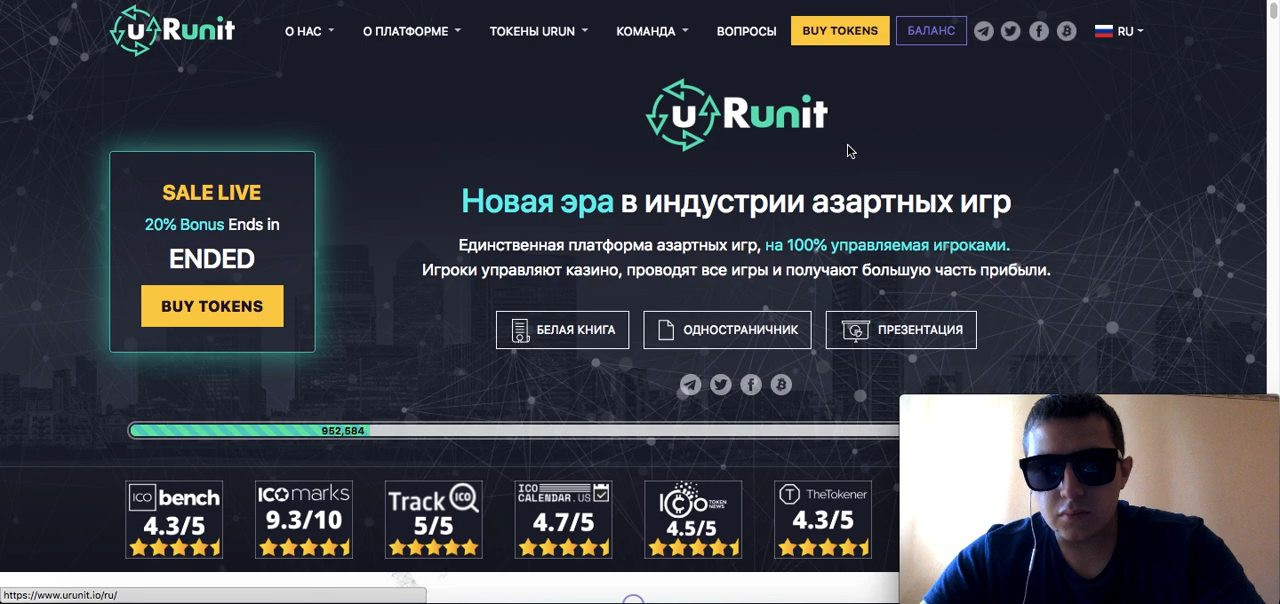 uRunit
О НАС
О ПЛАТФОРМЕ
ТОКЕНЫ URUN
КОМАНДА
ВОПРОСЫ
BUY TOKENS
БАЛАНС
RU
uRunit
SALE LIVE
20% Bonus Ends in
ENDED
BUY TOKENS
Новая эра в индустрии азартных игр
Единственная платформа азартных игр, на 100% управляемая игроками.
Игроки управляют казино, проводят все игры и получают большую часть прибыли.
БЕЛАЯ КНИГА
ОДНОСТРАНИЧНИК
ПРЕЗЕНТАЦИЯ
952,584
ICO bench
4.3/5
ICOmarks
9.3/10
Track ICO
5/5
ICO
CALENDAR.US
4.7/5
ICO TOKEN
NEWS
4.5/5
TheTokener
4.3/5
https://www.urunit.io/ru/